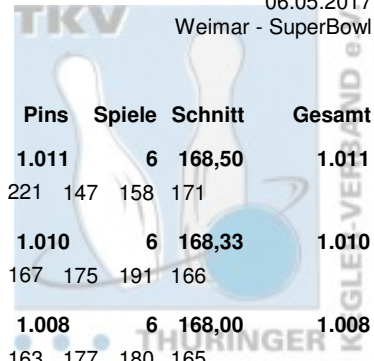 06.05.2017
TKV
Weimar - SuperBowl
Pins Spiele Schnitt Gesamt
1.011 6 168,50 1.011
221 147 158 171
1.010 6 168,33 1.010
167 175 191 166
1.008 6 168,00 1.008
THÜRINGER KEGLER-VERBAND e.V.
163 177 180 165